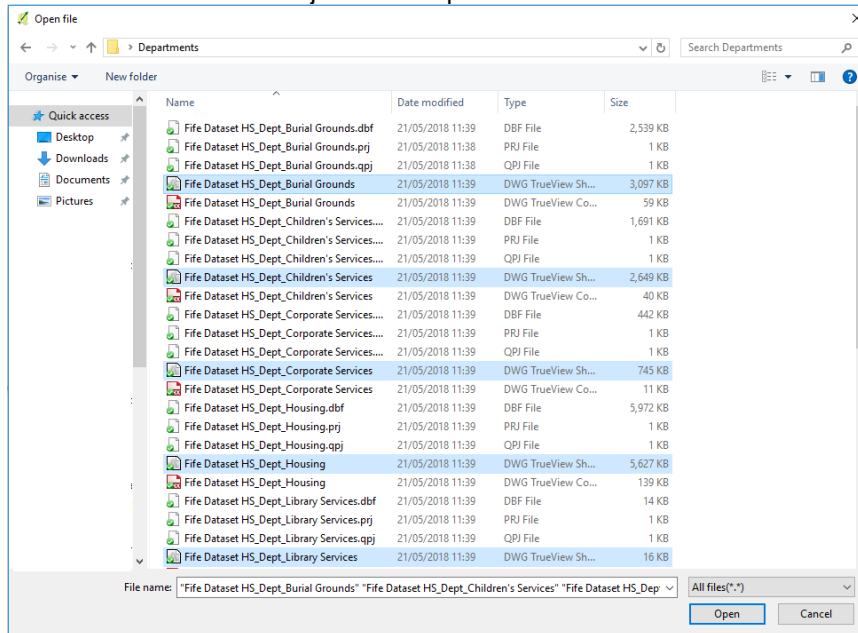 Open file
Departments
Search Departments
Organise
New folder
Name Date modified Type Size
Quick access
Desktop
Downloads
Documents
Pictures
Fife Dataset HS_Dept_Burial Grounds.dbf 21/05/2018 11:39 DBF File 2,539 KB
Fife Dataset HS_Dept_Burial Grounds.prj 21/05/2018 11:38 PRJ File 1 KB
Fife Dataset HS_Dept_Burial Grounds.qpj 21/05/2018 11:38 QPJ File 1 KB
Fife Dataset HS_Dept_Burial Grounds 21/05/2018 11:39 DWG TrueView Sh... 3,097 KB
Fife Dataset HS_Dept_Burial Grounds 21/05/2018 11:39 DWG TrueView Co... 59 KB
Fife Dataset HS_Dept_Children's Services.... 21/05/2018 11:39 DBF File 1,691 KB
Fife Dataset HS_Dept_Children's Services.... 21/05/2018 11:39 PRJ File 1 KB
Fife Dataset HS_Dept_Children's Services.... 21/05/2018 11:39 QPJ File 1 KB
Fife Dataset HS_Dept_Children's Services 21/05/2018 11:39 DWG TrueView Sh... 2,649 KB
Fife Dataset HS_Dept_Children's Services 21/05/2018 11:39 DWG TrueView Co... 40 KB
Fife Dataset HS_Dept_Corporate Services.... 21/05/2018 11:39 DBF File 442 KB
Fife Dataset HS_Dept_Corporate Services.... 21/05/2018 11:39 PRJ File 1 KB
Fife Dataset HS_Dept_Corporate Services.... 21/05/2018 11:39 QPJ File 1 KB
Fife Dataset HS_Dept_Corporate Services 21/05/2018 11:39 DWG TrueView Sh... 745 KB
Fife Dataset HS_Dept_Corporate Services 21/05/2018 11:39 DWG TrueView Co... 11 KB
Fife Dataset HS_Dept_Housing.dbf 21/05/2018 11:39 DBF File 5,972 KB
Fife Dataset HS_Dept_Housing.prj 21/05/2018 11:39 PRJ File 1 KB
Fife Dataset HS_Dept_Housing.qpj 21/05/2018 11:39 QPJ File 1 KB
Fife Dataset HS_Dept_Housing 21/05/2018 11:39 DWG TrueView Sh... 5,627 KB
Fife Dataset HS_Dept_Housing 21/05/2018 11:39 DWG TrueView Co... 139 KB
Fife Dataset HS_Dept_Library Services.dbf 21/05/2018 11:39 DBF File 14 KB
Fife Dataset HS_Dept_Library Services.prj 21/05/2018 11:39 PRJ File 1 KB
Fife Dataset HS_Dept_Library Services.qpj 21/05/2018 11:39 QPJ File 1 KB
Fife Dataset HS_Dept_Library Services 21/05/2018 11:39 DWG TrueView Sh... 16 KB
File name: "Fife Dataset HS_Dept_Burial Grounds" "Fife Dataset HS_Dept_Children's Services" "Fife Dataset HS_Dep All files(*.*)
Open Cancel